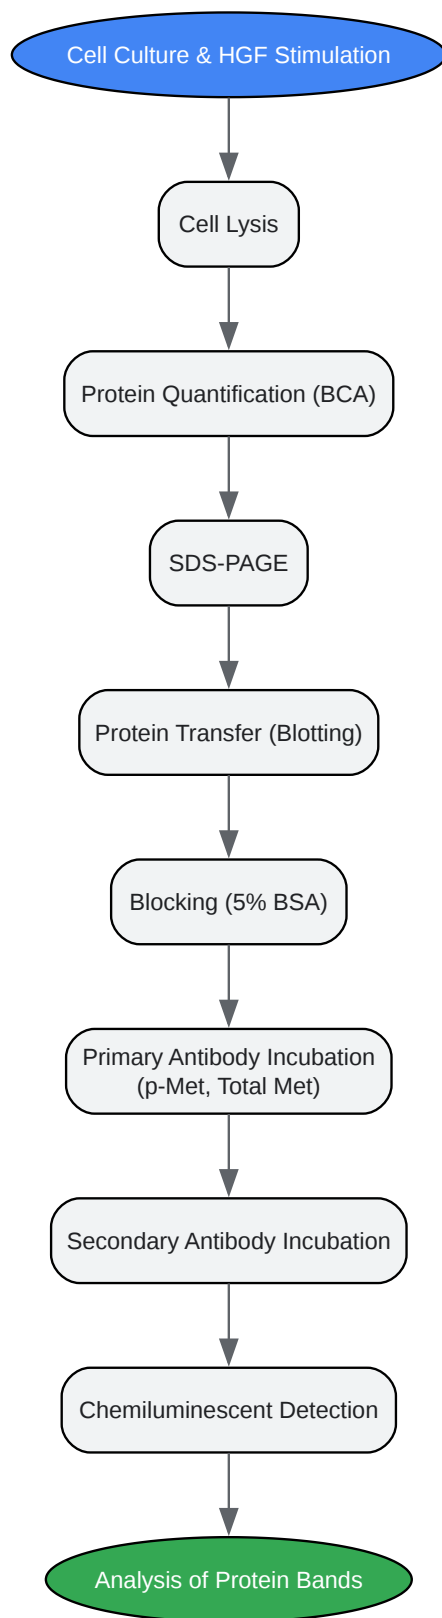 Cell Culture & HGF Stimulation
Cell Lysis
Protein Quantification (BCA)
SDS-PAGE
Protein Transfer (Blotting)
Blocking (5% BSA)
Primary Antibody Incubation
(p-Met, Total Met)
Secondary Antibody Incubation
Chemiluminescent Detection
Analysis of Protein Bands